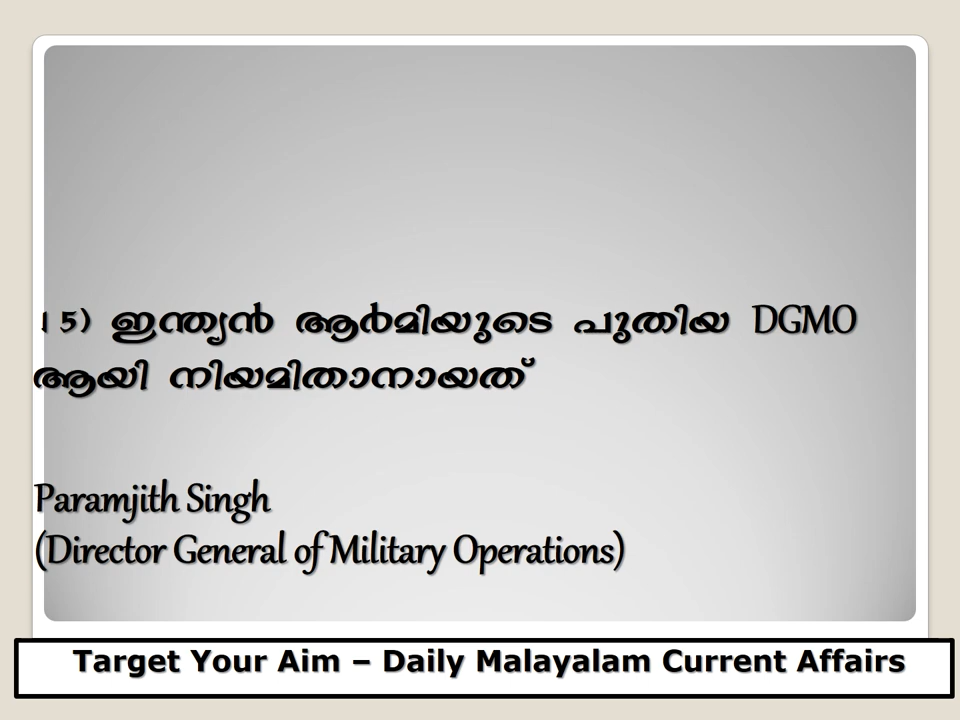 15) ഇന്ത്യൻ ആർമിയുടെ പുതിയ DGMO
ആയി നിയമിതാനായത്
Paramjith Singh
(Director General of Military Operations)
Target Your Aim – Daily Malayalam Current Affairs